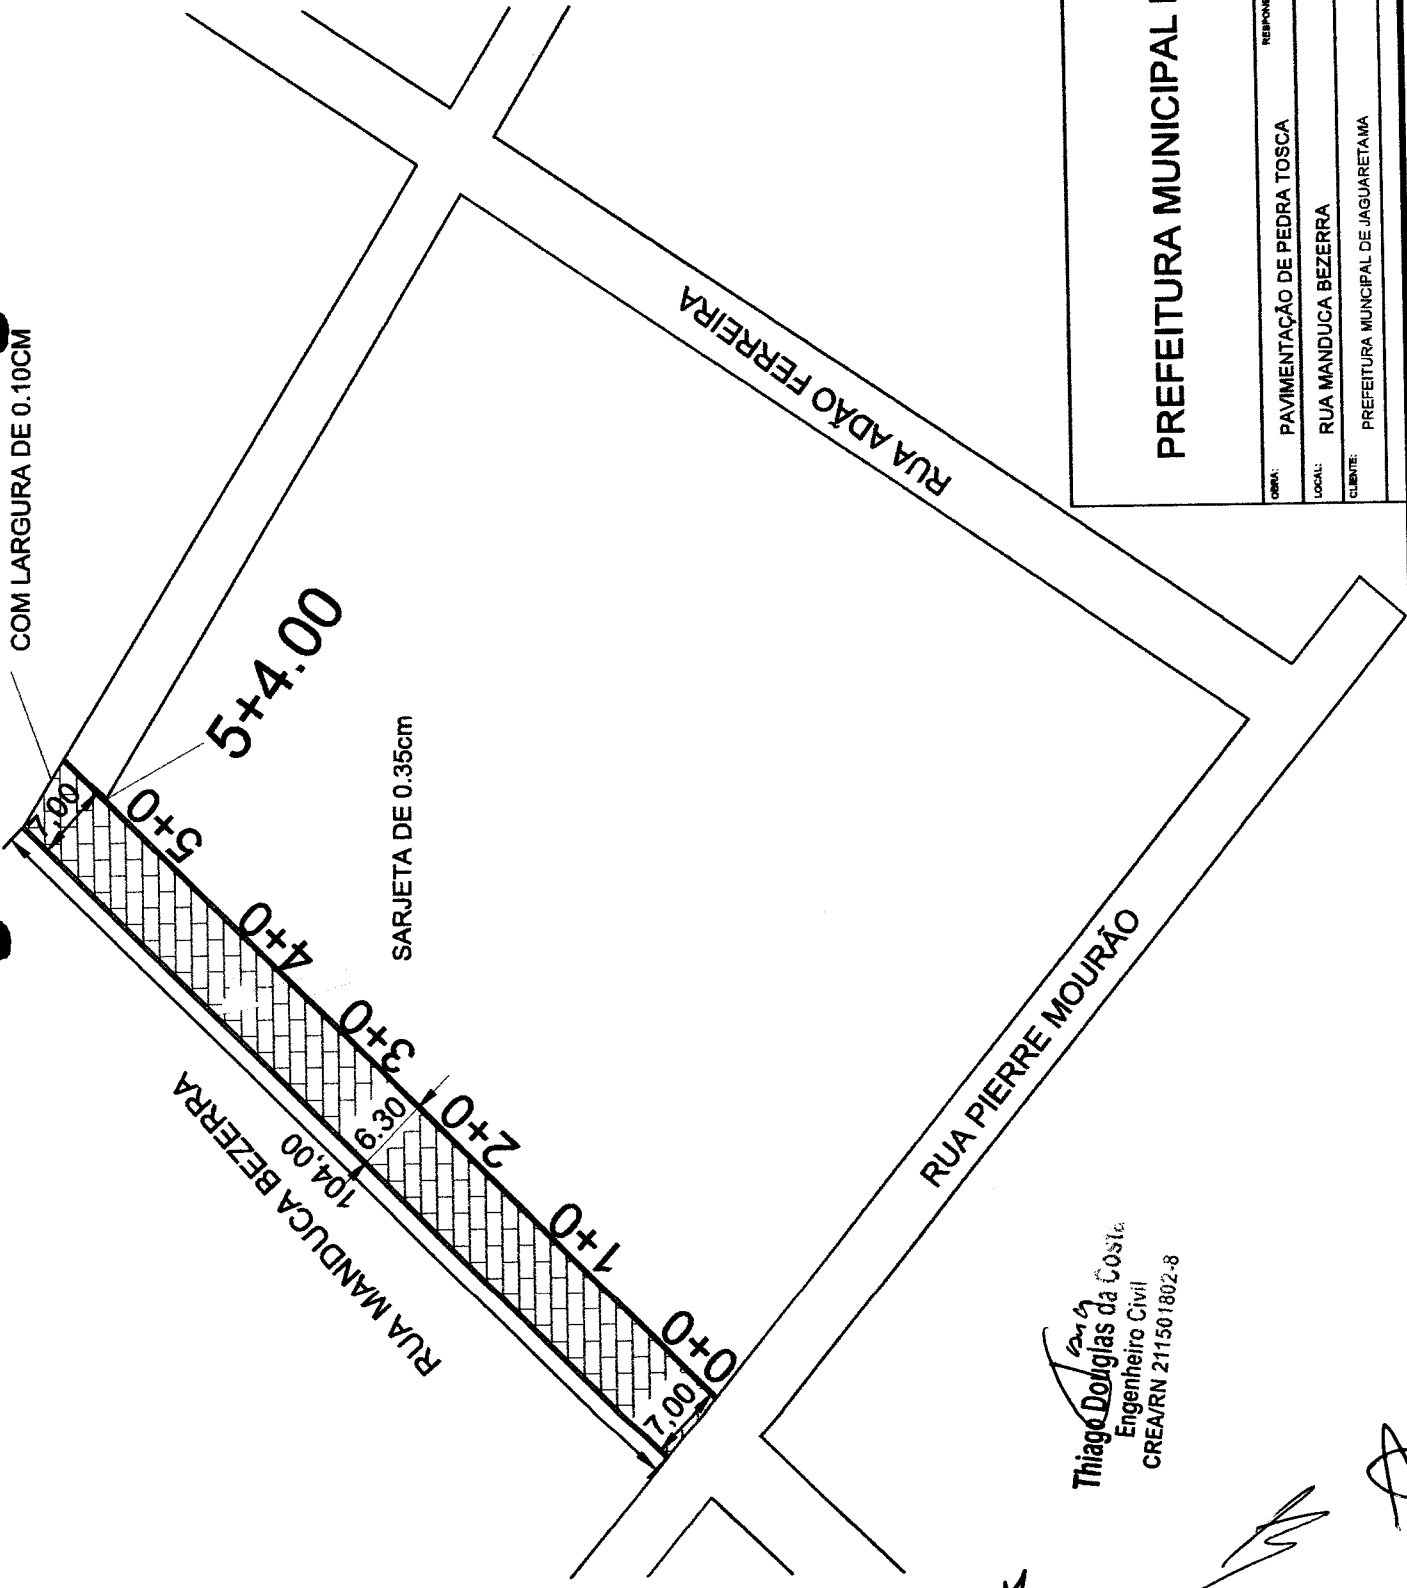 COM LARGURA DE 0.10CM
7,00
5+4.00
5+0
4+0
3+0
2+0
1+0
0+0
SARJETA DE 0.35cm
RUA MANDUCA BEZERRA
104,00
6.30
7,00
RUA ADÃO FERREIRA
RUA PIERRE MOURÃO
Thiago Douglas da Costa
Engenheiro Civil
CREA/RN 211501802-8
PREFEITURA MUNICIPAL
OBRA:
PAVIMENTAÇÃO DE PEDRA TOSCA
LOCAL:
RUA MANDUCA BEZERRA
CLIENTE:
PREFEITURA MUNCIPAL DE JAGUARETAMA